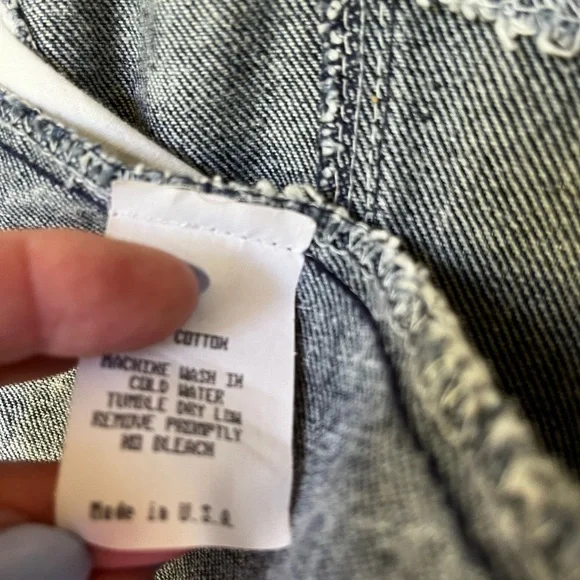 COTTON
MACHINE WASH IN
COLD WATER
TUMBLE DRY LOW
REMOVE PROMPTLY
NO BLEACH
Made in U.S.A.